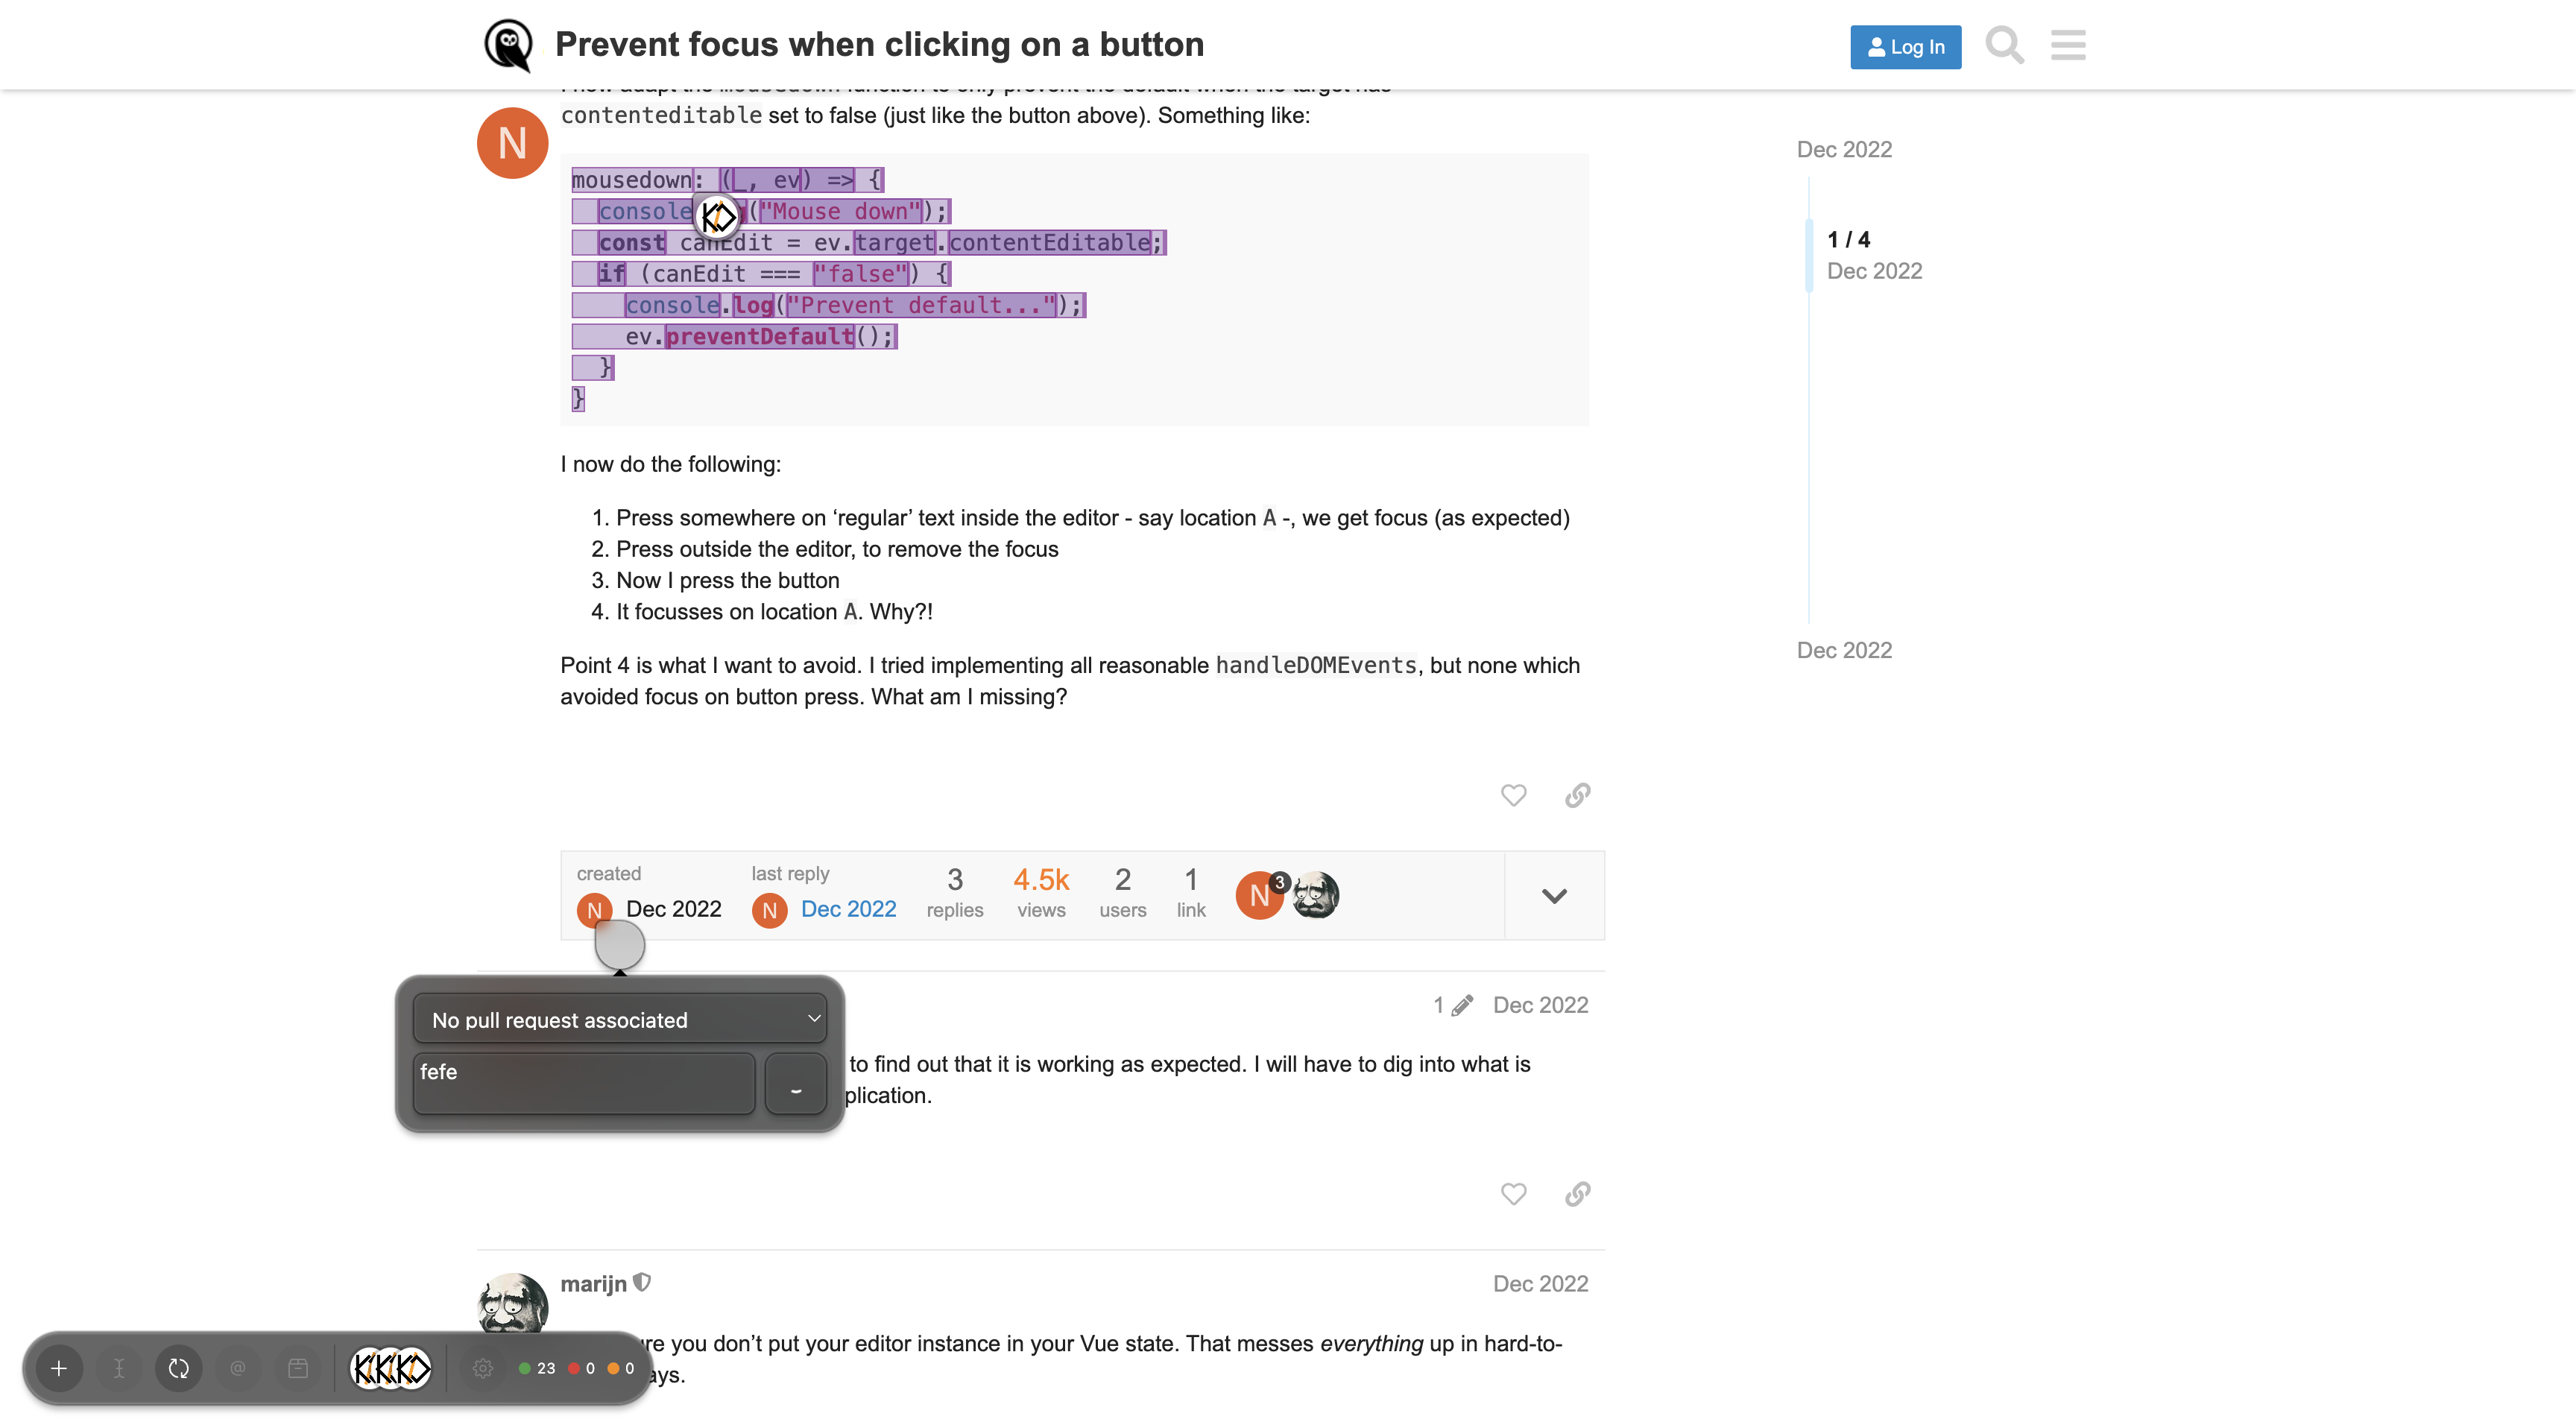 Prevent focus when clicking on a button
Log In
contenteditable set to false (just like the button above). Something like:
N
mousedown: (_, ev) => {
console ("Mouse down");
const canEdit = ev.target.contentEditable;
if (canEdit === "false") {
console.log("Prevent default...");
ev.preventDefault();
}
}
I now do the following:
1. Press somewhere on ‘regular’ text inside the editor - say location A -, we get focus (as expected)
2. Press outside the editor, to remove the focus
3. Now I press the button
4. It focusses on location A. Why?!
Point 4 is what I want to avoid. I tried implementing all reasonable handleDOMEvents, but none which
avoided focus on button press. What am I missing?
Dec 2022
1 / 4
Dec 2022
Dec 2022
created
N Dec 2022
last reply
N Dec 2022
3
replies
4.5k
views
2
users
1
link
N 3
No pull request associated
fefe
1 Dec 2022
to find out that it is working as expected. I will have to dig into what is
plication.
marijn
Dec 2022
re you don’t put your editor instance in your Vue state. That messes everything up in hard-to-
ays.
23 0 0